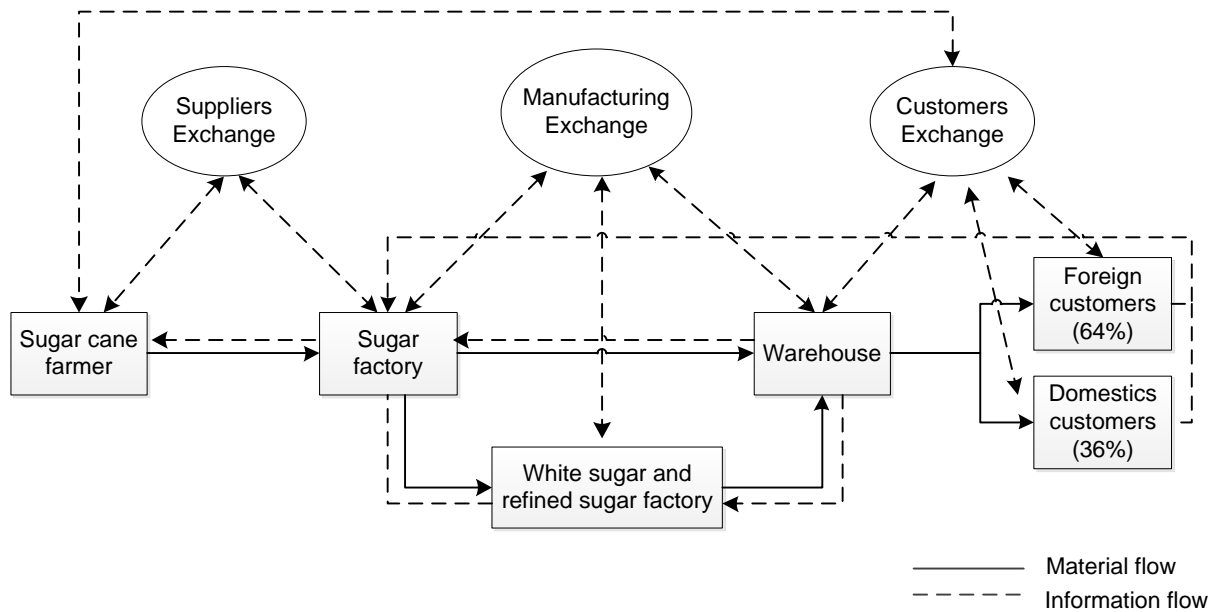 Suppliers
Exchange
Manufacturing
Exchange
Customers
Exchange
Sugar cane
farmer
Sugar
factory
Warehouse
Foreign
customers
(64%)
Domestics
customers
(36%)
White sugar and
refined sugar factory
Material flow
Information flow